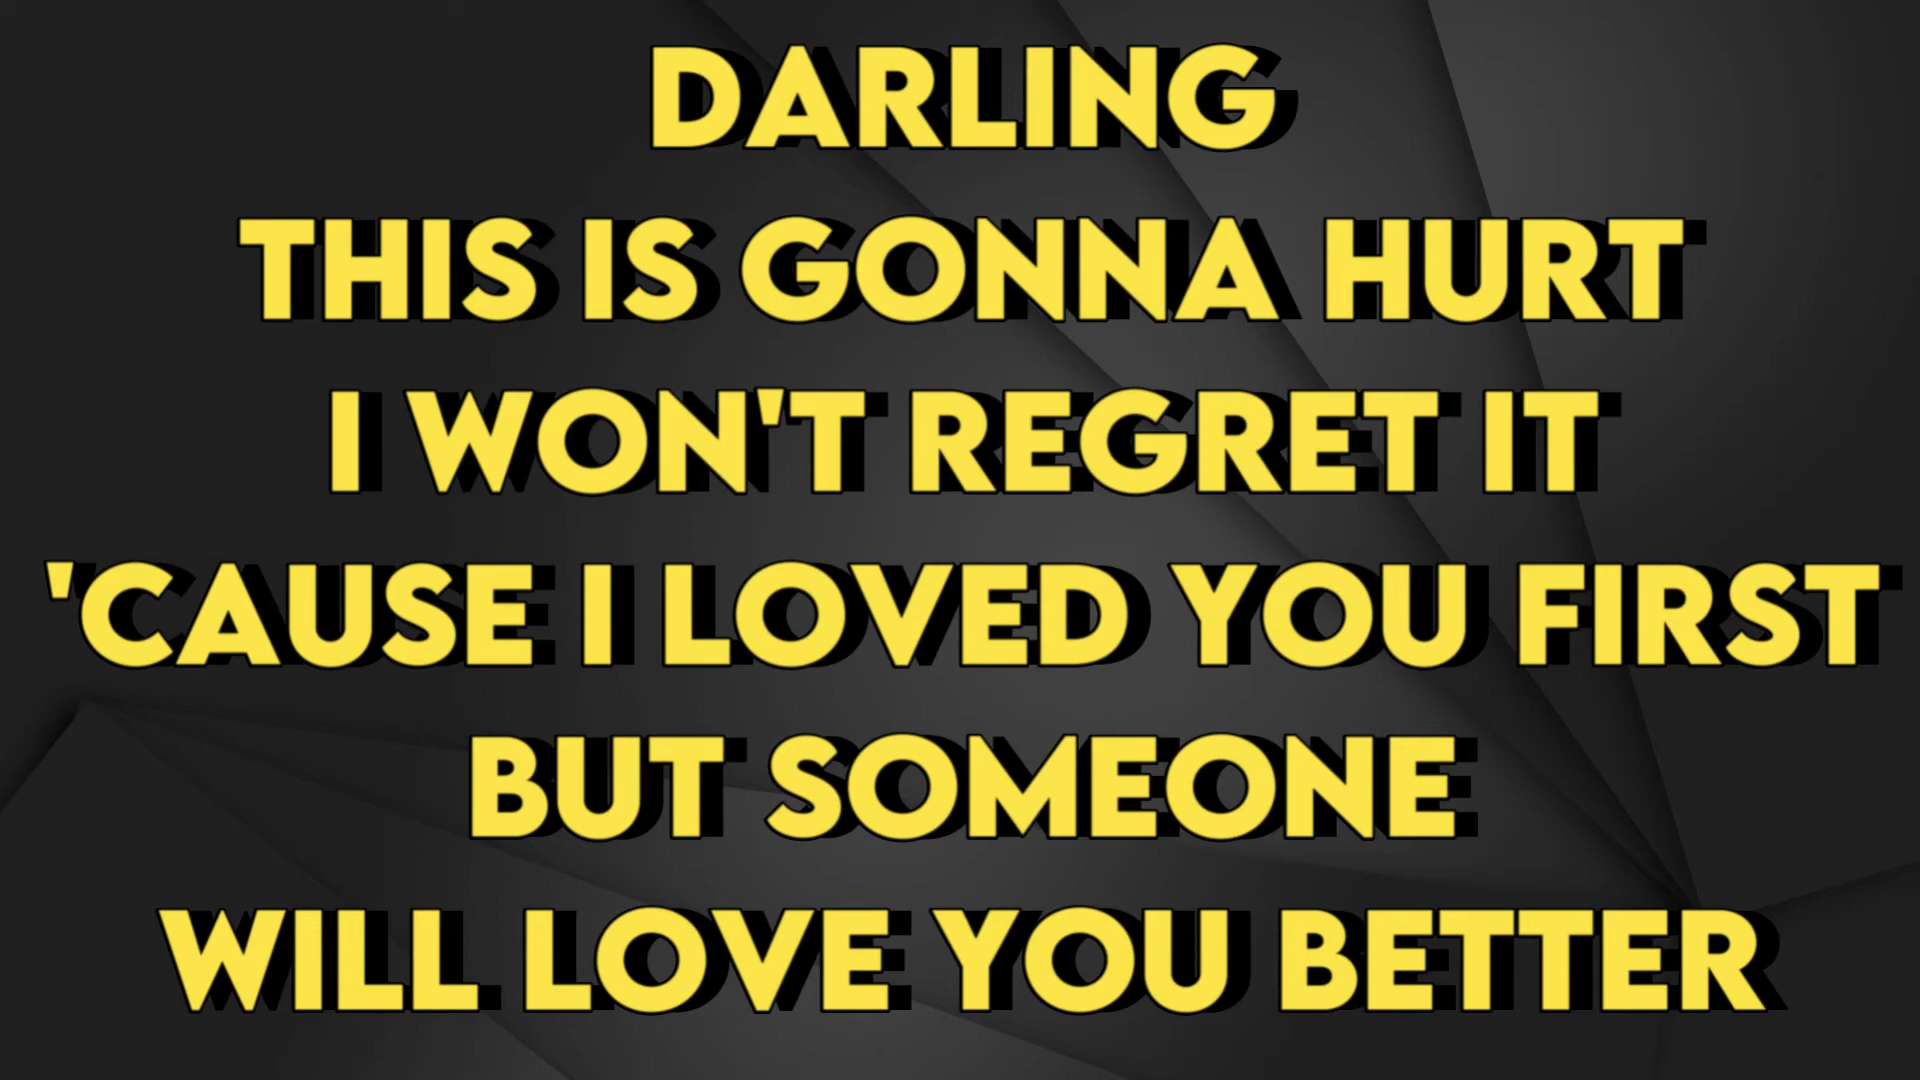 DARLING
THIS IS GONNA HURT
I WON'T REGRET IT
'CAUSE I LOVED YOU FIRST
BUT SOMEONE
WILL LOVE YOU BETTER